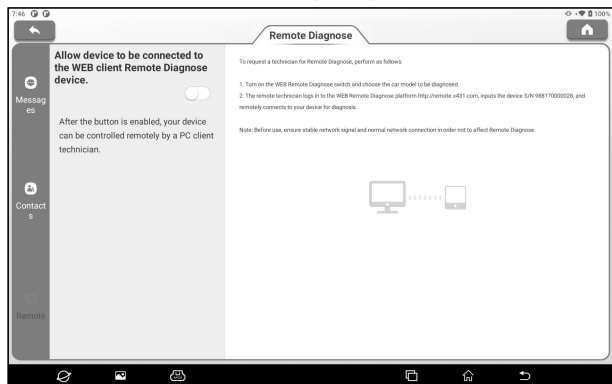 7:46
100%
Remote Diagnose
Messag
es
Contact
s
Remote
Allow device to be connected to
the WEB client Remote Diagnose
device.
After the button is enabled, your device
can be controlled remotely by a PC client
technician.
To request a technician for Remote Diagnose, perform as follows:
1. Turn on the WEB Remote Diagnose switch and choose the car model to be diagnosed.
2. The remote technician logs in to the WEB Remote Diagnose platform http://remote.x431.com, inputs the device S/N 988170000028, and
remotely connects to your device for diagnosis.
Note: Before use, ensure stable network signal and normal network connection in order not to affect Remote Diagnose.